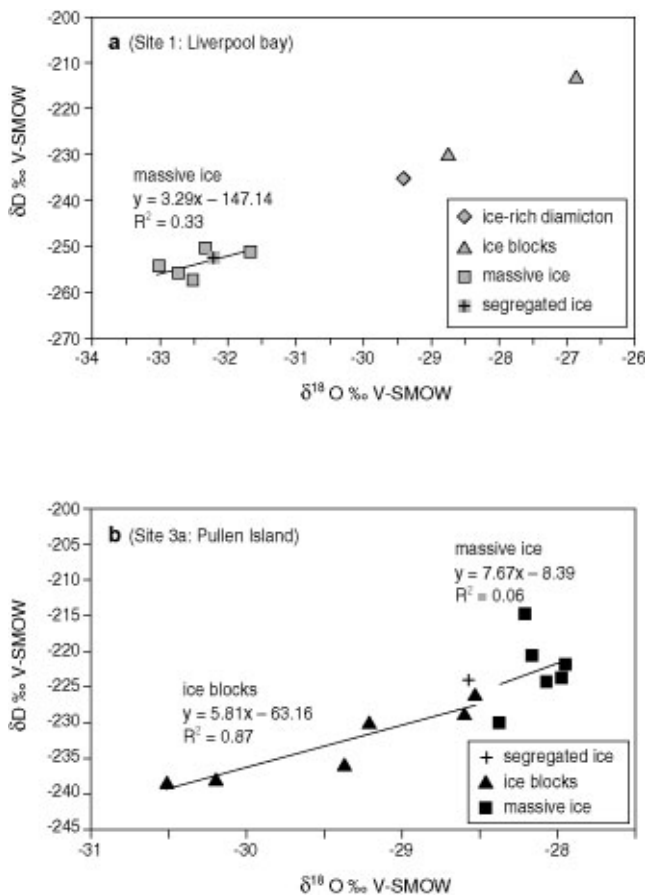 -200
-210
-220
-230
-240
-250
-260
-270
δD ‰ V-SMOW
a (Site 1: Liverpool bay)
massive ice
y = 3.29x – 147.14
R² = 0.33
ice-rich diamicton
ice blocks
massive ice
segregated ice
-34 -33 -32 -31 -30 -29 -28 -27 -26
δ¹⁸ O ‰ V-SMOW
-200
-205
-210
-215
-220
-225
-230
-235
-240
-245
δD ‰ V-SMOW
b (Site 3a: Pullen Island)
massive ice
y = 7.67x – 8.39
R² = 0.06
ice blocks
y = 5.81x – 63.16
R² = 0.87
segregated ice
ice blocks
massive ice
-31 -30 -29 -28
δ¹⁸ O ‰ V-SMOW